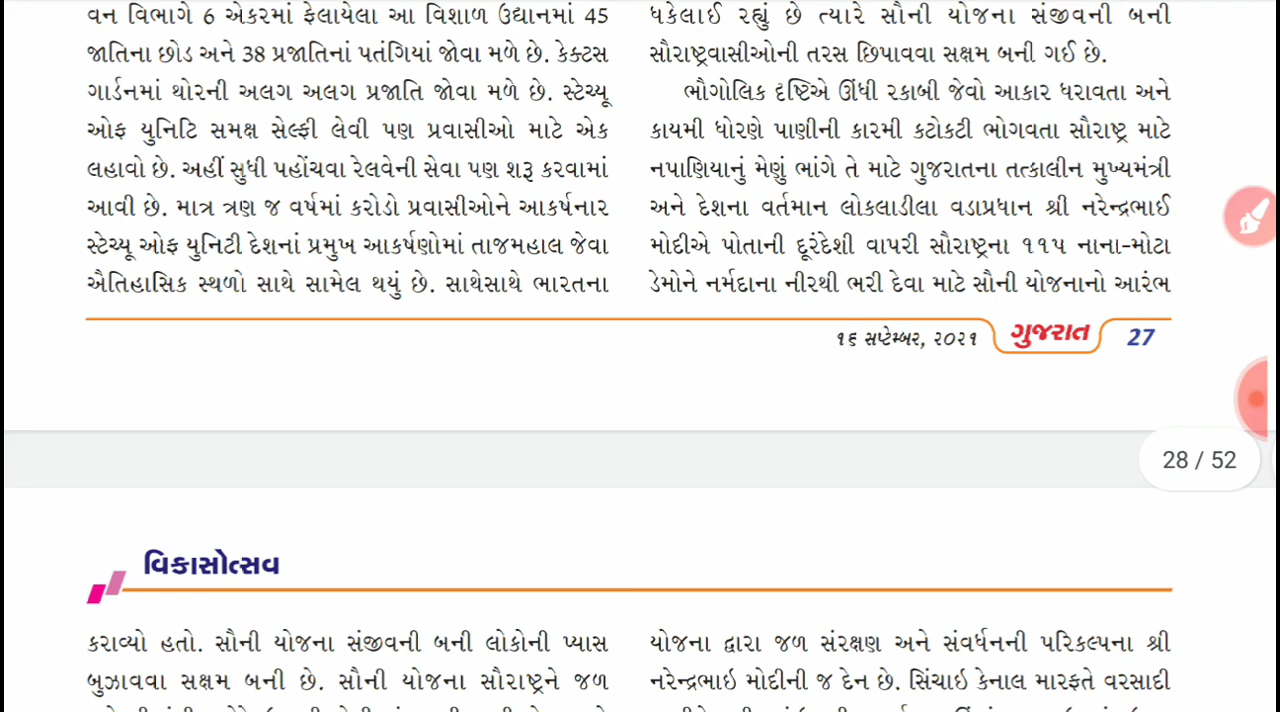 વન વિભાગે 6 એકરમાં ફેલાયેલા આ વિશાળ ઉદ્યાનમાં 45
જાતિના છોડ અને 38 પ્રજાતિનાં પતંગિયાં જોવા મળે છે. કેક્ટસ
ગાર્ડનમાં થોરની અલગ અલગ પ્રજાતિ જોવા મળે છે. સ્ટેચ્યૂ
ઓફ યુનિટિ સમક્ષ સેલ્ફી લેવી પણ પ્રવાસીઓ માટે એક
લહાવો છે. અહીં સુધી પહોંચવા રેલવેની સેવા પણ શરૂ કરવામાં
આવી છે. માત્ર ત્રણ જ વર્ષમાં કરોડો પ્રવાસીઓને આકર્ષનાર
સ્ટેચ્યૂ ઓફ યુનિટી દેશનાં પ્રમુખ આકર્ષણોમાં તાજમહાલ જેવા
ઐતિહાસિક સ્થળો સાથે સામેલ થયું છે. સાથેસાથે ભારતના
ધકેલાઈ રહ્યું છે ત્યારે સૌની યોજના સંજીવની બની
સૌરાષ્ટ્રવાસીઓની તરસ છિપાવવા સક્ષમ બની ગઈ છે.
ભૌગોલિક દૃષ્ટિએ ઊંધી રકાબી જેવો આકાર ધરાવતા અને
કાયમી ધોરણે પાણીની કારમી કટોકટી ભોગવતા સૌરાષ્ટ્ર માટે
નપાણિયાનું મેણું ભાંગે તે માટે ગુજરાતના તત્કાલીન મુખ્યમંત્રી
અને દેશના વર્તમાન લોકલાડીલા વડાપ્રધાન શ્રી નરેન્દ્રભાઈ
મોદીએ પોતાની દૂરંદેશી વાપરી સૌરાષ્ટ્રના ૧૧૫ નાના-મોટા
ડેમોને નર્મદાના નીરથી ભરી દેવા માટે સૌની યોજનાનો આરંભ
૧૬ સપ્ટેમ્બર, ૨૦૨૧ ગુજરાત 27
28 / 52
વિકાસોત્સવ
કરાવ્યો હતો. સૌની યોજના સંજીવની બની લોકોની પ્યાસ
બુઝાવવા સક્ષમ બની છે. સૌની યોજના સૌરાષ્ટ્રને જળ
યોજના દ્વારા જળ સંરક્ષણ અને સંવર્ધનની પરિકલ્પના શ્રી
નરેન્દ્રભાઇ મોદીની જ દેન છે. સિંચાઇ કેનાલ મારફતે વરસાદી